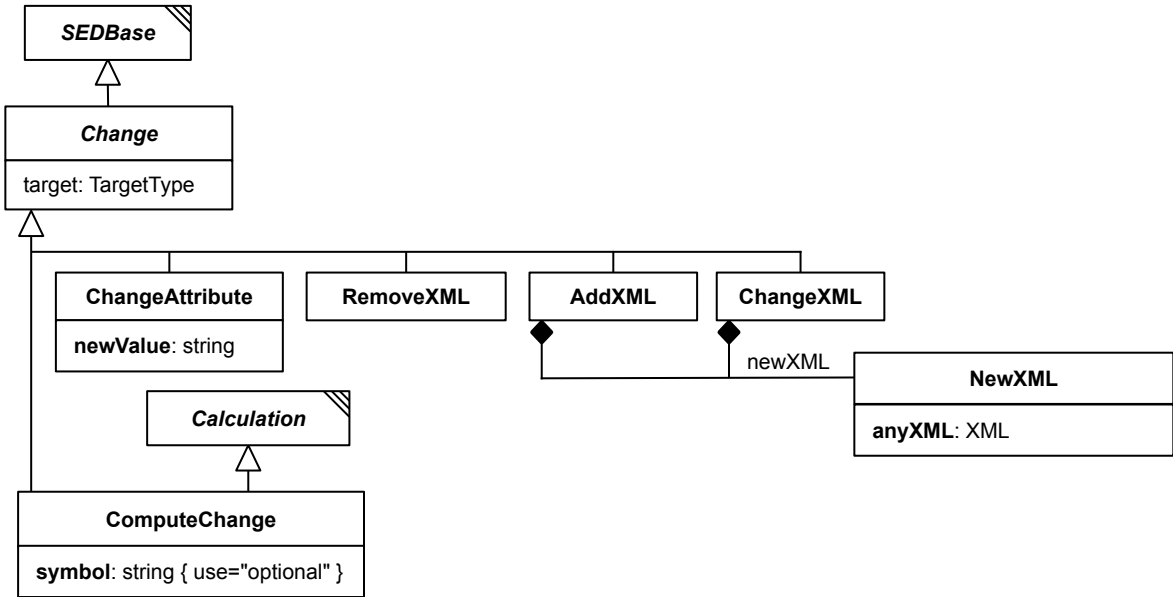 SEDBase
Change
target: TargetType
ChangeAttribute
newValue: string
RemoveXML
AddXML
ChangeXML
newXML
NewXML
anyXML: XML
Calculation
ComputeChange
symbol: string { use="optional" }